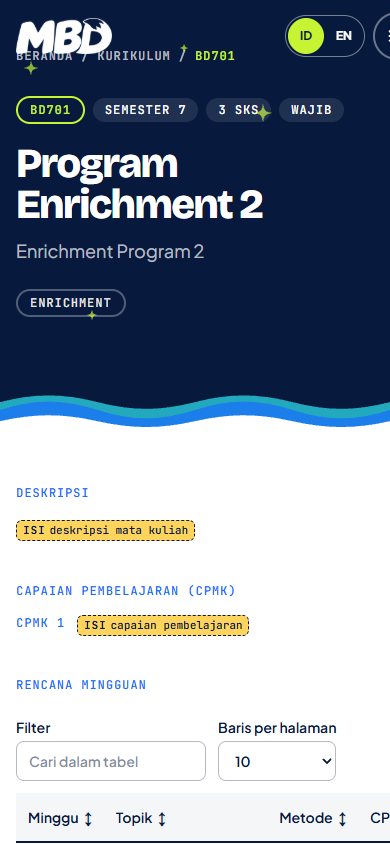 MBD
ID EN
BERANDA / KURIKULUM / BD701
BD701 SEMESTER 7 3 SKS WAJIB
Program
Enrichment 2
Enrichment Program 2
ENRICHMENT
DESKRIPSI
ISI deskripsi mata kuliah
CAPAIAN PEMBELAJARAN (CPMK)
CPMK 1 ISI capaian pembelajaran
RENCANA MINGGUAN
Filter Baris per halaman
Cari dalam tabel 10
Minggu ↕ Topik ↕ Metode ↕ CP